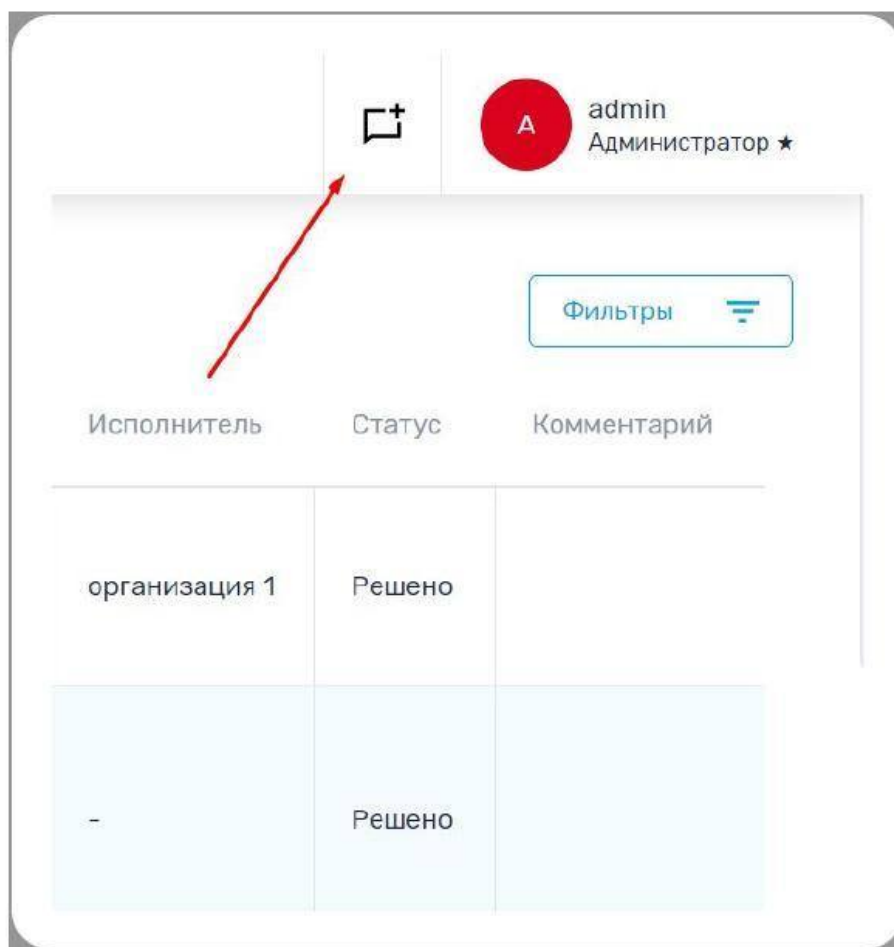 A
admin
Администратор ★
Фильтры
Исполнитель Статус Комментарий
организация 1 Решено
- Решено